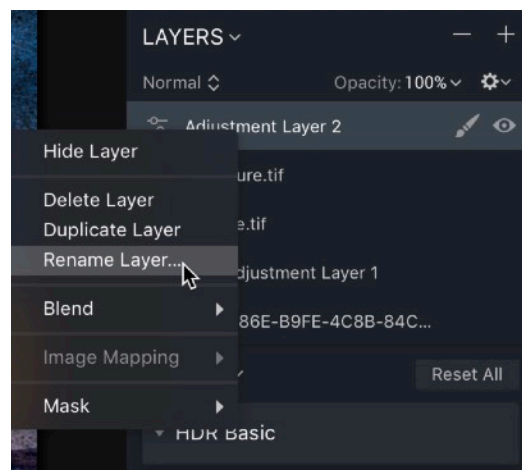 LAYERS
Normal Opacity: 100%
Adjustment Layer 2
Hide Layer
ure.tif
Delete Layer
Duplicate Layer
e.tif
Rename Layer...
djustment Layer 1
Blend
86E-B9FE-4C8B-84C...
Image Mapping
Reset All
Mask
HDR Basic